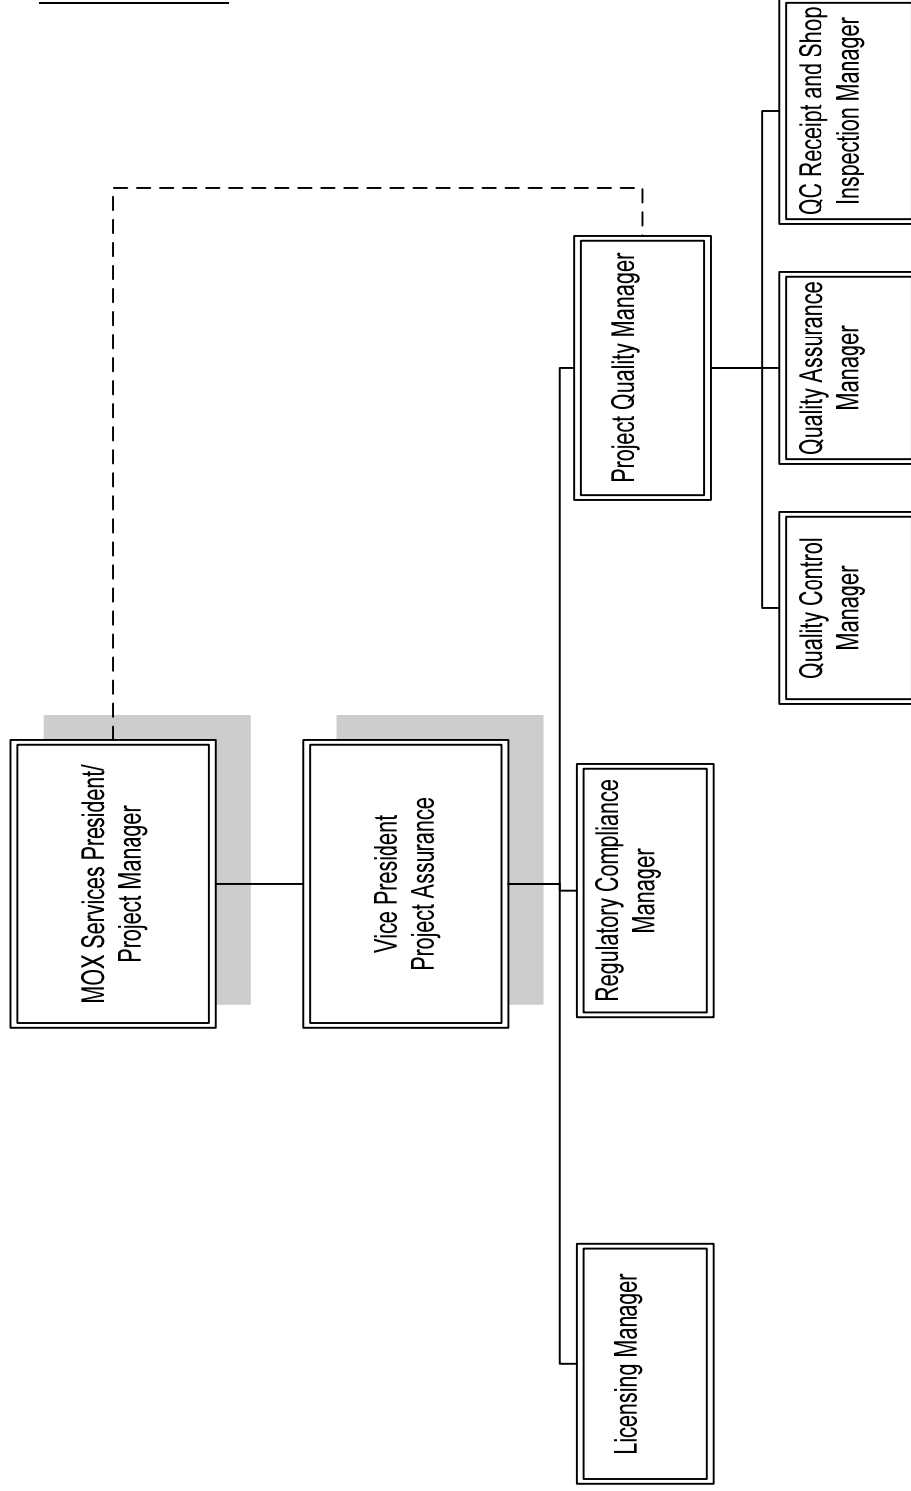 MOX Services President/
Project Manager
Vice President
Project Assurance
Licensing Manager
Regulatory Compliance
Manager
Project Quality Manager
Quality Control
Manager
Quality Assurance
Manager
QC Receipt and Shop
Inspection Manager